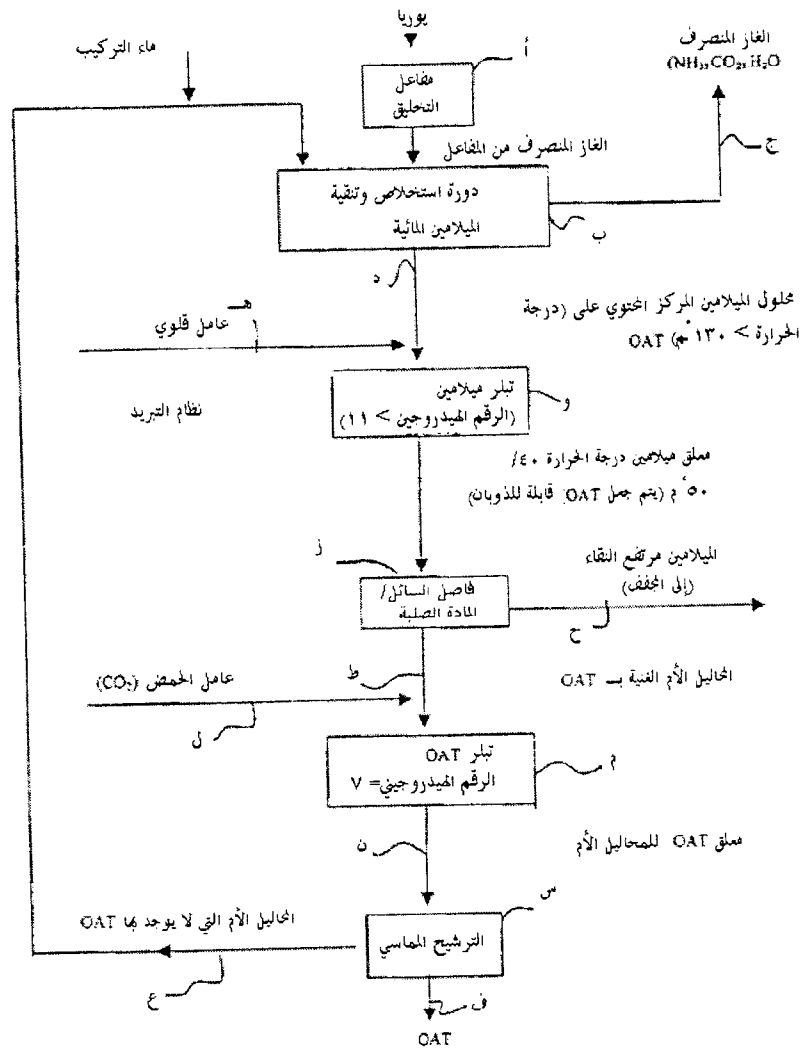 يوريا
ماء التركيب
الغاز المنصرف
(NH₃, CO₂, H₂O
أ
مفاعل
التخليق
ج
الغاز المنصرف من المفاعل
دورة استخلاص وتنقية
الميلامين المائية
ب
د
هـ
عامل قلوي
محلول الميلامين المركز المحتوي على (درجة
الحرارة > ١٣٠ م°) OAT
تبلر ميلامين
(الرقم الهيدروجين > ١١)
و
نظام التبريد
معلق ميلامين درجة الحرارة ٤٠/
٥٠° م (يتم جعل OAT قابلة للذوبان)
ز
فاصل السائل/
المادة الصلبة
الميلامين مرتفع النقاء
(إلى المجفف)
ح
ط
المحاليل الأم الغنية بـ OAT
عامل الحمض (CO₂)
ل
تبلر OAT
الرقم الهيدروجيني= ٧
م
ن
معلق OAT للمحاليل الأم
س
المحاليل الأم التي لا يوجد بها OAT
الترشيح المماسي
ع
ف
OAT